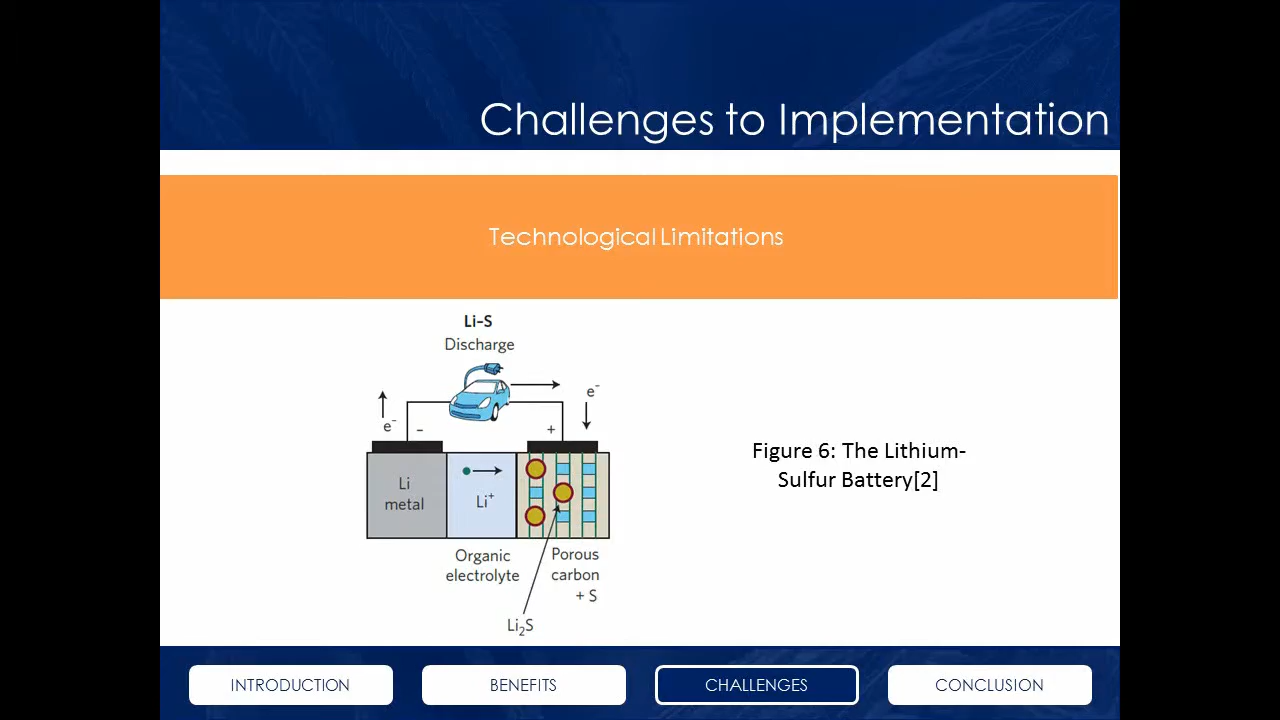 Challenges to Implementation
Technological Limitations
Li-S
Discharge
e⁻
e⁻
−
+
Li
metal
Li⁺
Organic
electrolyte
Porous
carbon
+ S
Li₂S
Figure 6: The Lithium-
Sulfur Battery[2]
INTRODUCTION
BENEFITS
CHALLENGES
CONCLUSION